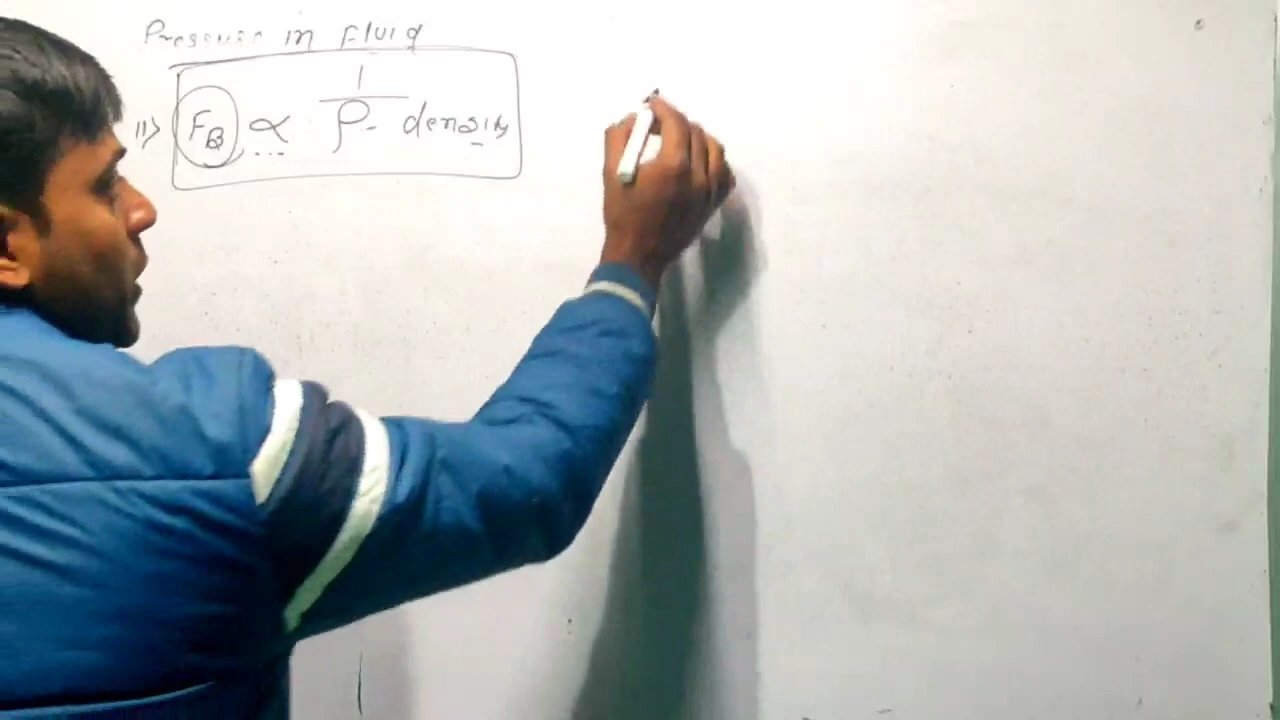 Pressure in Fluid
ii> F_B ∝ 1/ρ - density